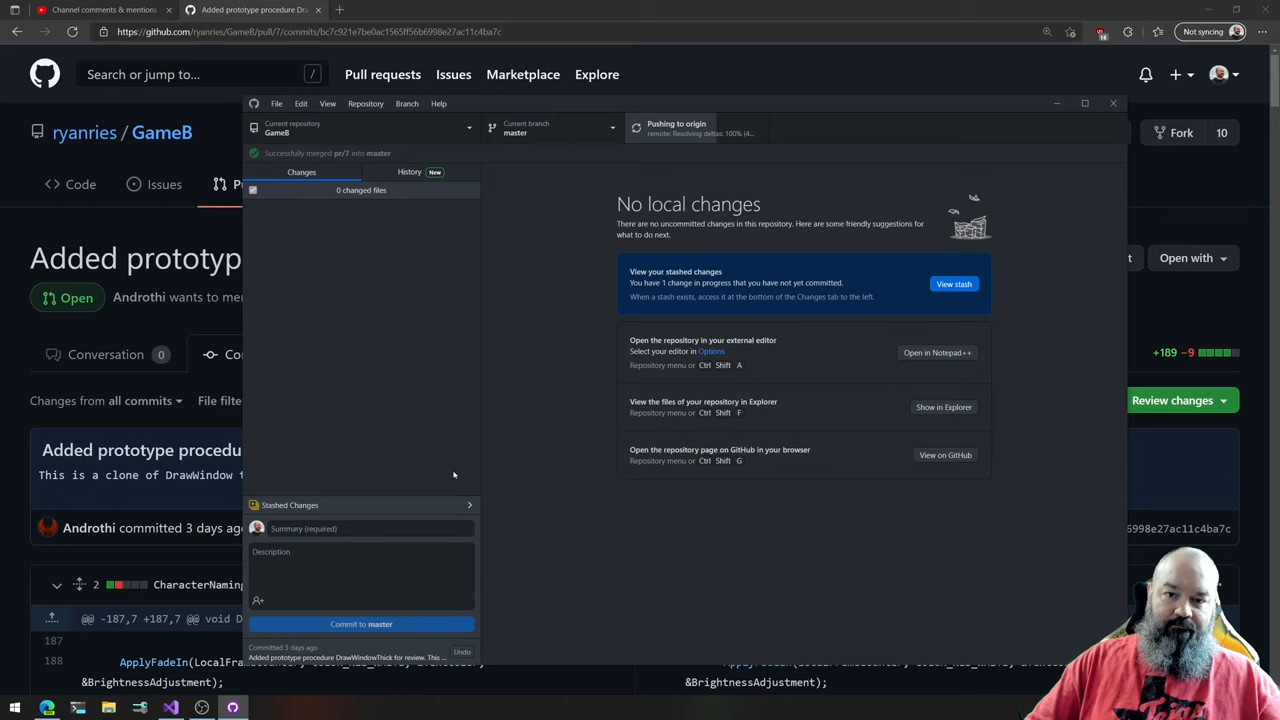 Channel comments & mentions
Added prototype procedure Dra
https://github.com/ryanries/GameB/pull/7/commits/bc7c921e7be0ac1565ff56b6998e27ac11c4ba7c
Not syncing
18
Search or jump to...
/
Pull requests
Issues
Marketplace
Explore
File
Edit
View
Repository
Branch
Help
Current repository
GameB
Current branch
master
Pushing to origin
remote: Resolving deltas: 100% (4...
ryanries / GameB
Fork
10
Successfully merged pr/7 into master
Changes
History
New
Code
Issues
P
0 changed files
No local changes
There are no uncommitted changes in this repository. Here are some friendly suggestions for
what to do next.
Added prototyp
t
Open with
View your stashed changes
You have 1 change in progress that you have not yet committed.
When a stash exists, access it at the bottom of the Changes tab to the left.
View stash
Open
Androthi wants to me
Open the repository in your external editor
Select your editor in Options
Repository menu or Ctrl Shift A
Open in Notepad++
Conversation
0
Co
+189 −9
View the files of your repository in Explorer
Repository menu or Ctrl Shift F
Show in Explorer
Changes from all commits
File filte
Review changes
Open the repository page on GitHub in your browser
Repository menu or Ctrl Shift G
View on GitHub
Added prototype procedu
This is a clone of DrawWindow t
Stashed Changes
Summary (required)
Androthi committed 3 days ago
Description
2
CharacterNaming
@@ -187,7 +187,7 @@ void D
Commit to master
187
188
Committed 3 days ago
Added prototype procedure DrawWindowThick for review. This ...
Undo
ApplyFadeIn(LocalFram
&BrightnessAdjustment);
&BrightnessAdjustment);